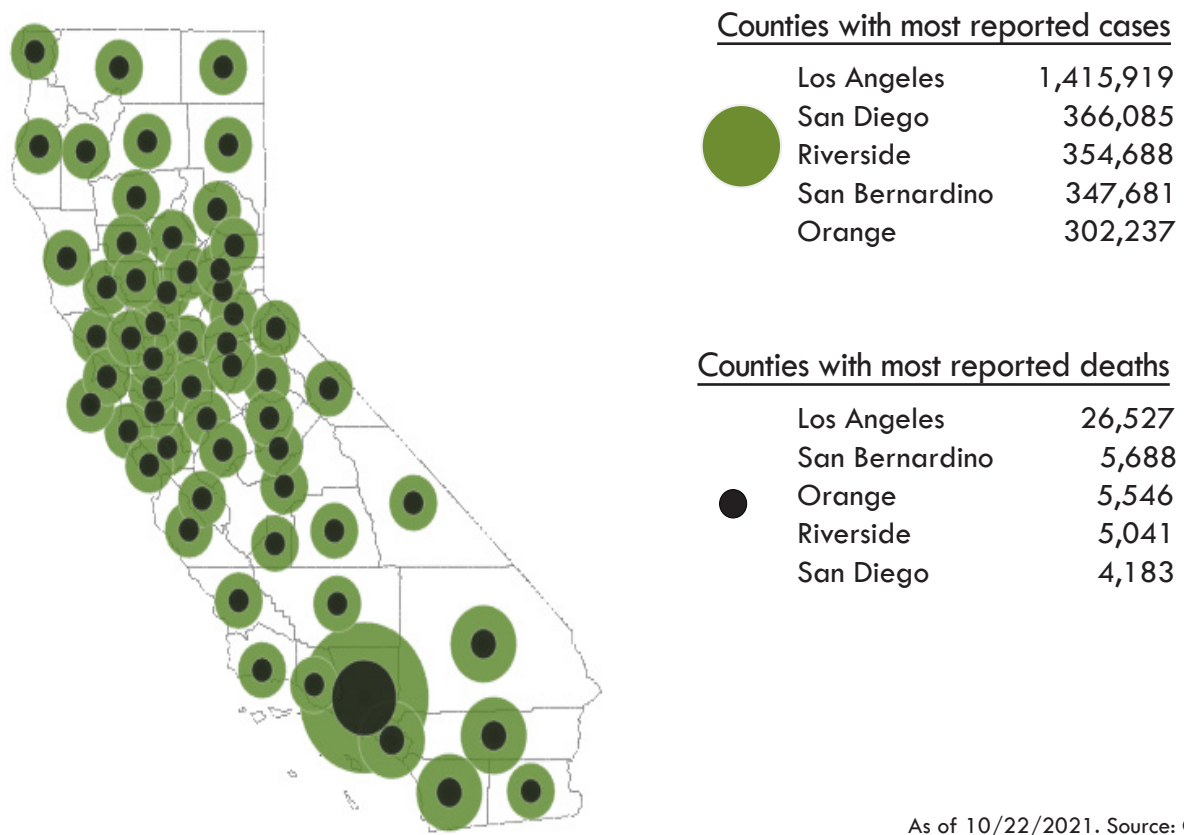 Counties with most reported cases
Los Angeles 1,415,919
San Diego 366,085
Riverside 354,688
San Bernardino 347,681
Orange 302,237
Counties with most reported deaths
Los Angeles 26,527
San Bernardino 5,688
Orange 5,546
Riverside 5,041
San Diego 4,183
As of 10/22/2021. Source: